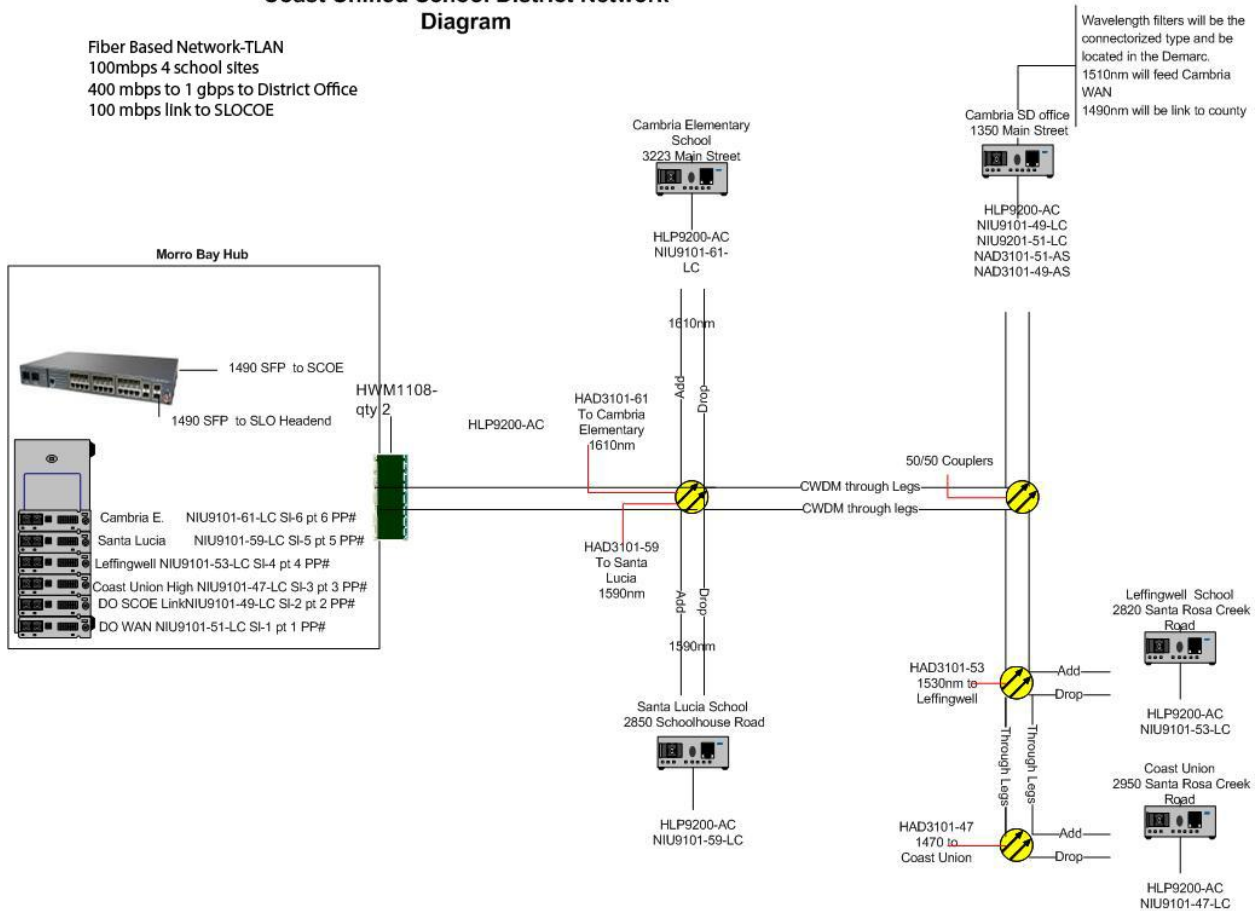 Coast Unified School District Network
Diagram
Fiber Based Network-TLAN
100mbps 4 school sites
400 mbps to 1 gbps to District Office
100 mbps link to SLOCOE
Wavelength filters will be the
connectorized type and be
located in the Demarc.
1510nm will feed Cambria
WAN
1490nm will be link to county
Cambria SD office
1350 Main Street
HLP9200-AC
NIU9101-49-LC
NIU9201-51-LC
NAD3101-51-AS
NAD3101-49-AS
Cambria Elementary
School
3223 Main Street
HLP9200-AC
NIU9101-61-
LC
1610nm
Add
Drop
Morro Bay Hub
1490 SFP to SCOE
1490 SFP to SLO Headend
Cambria E. NIU9101-61-LC Sl-6 pt 6 PP#
Santa Lucia NIU9101-59-LC Sl-5 pt 5 PP#
Leffingwell NIU9101-53-LC Sl-4 pt 4 PP#
Coast Union High NIU9101-47-LC Sl-3 pt 3 PP#
DO SCOE LinkNIU9101-49-LC Sl-2 pt 2 PP#
DO WAN NIU9101-51-LC Sl-1 pt 1 PP#
HWM1108-
qty 2
HLP9200-AC
HAD3101-61
To Cambria
Elementary
1610nm
HAD3101-59
To Santa
Lucia
1590nm
CWDM through Legs
CWDM through legs
50/50 Couplers
Add
Drop
1590nm
Santa Lucia School
2850 Schoolhouse Road
HLP9200-AC
NIU9101-59-LC
HAD3101-53
1530nm to
Leffingwell
Add
Drop
Leffingwell School
2820 Santa Rosa Creek
Road
HLP9200-AC
NIU9101-53-LC
Through Legs
Through Legs
HAD3101-47
1470 to
Coast Union
Add
Drop
Coast Union
2950 Santa Rosa Creek
Road
HLP9200-AC
NIU9101-47-LC